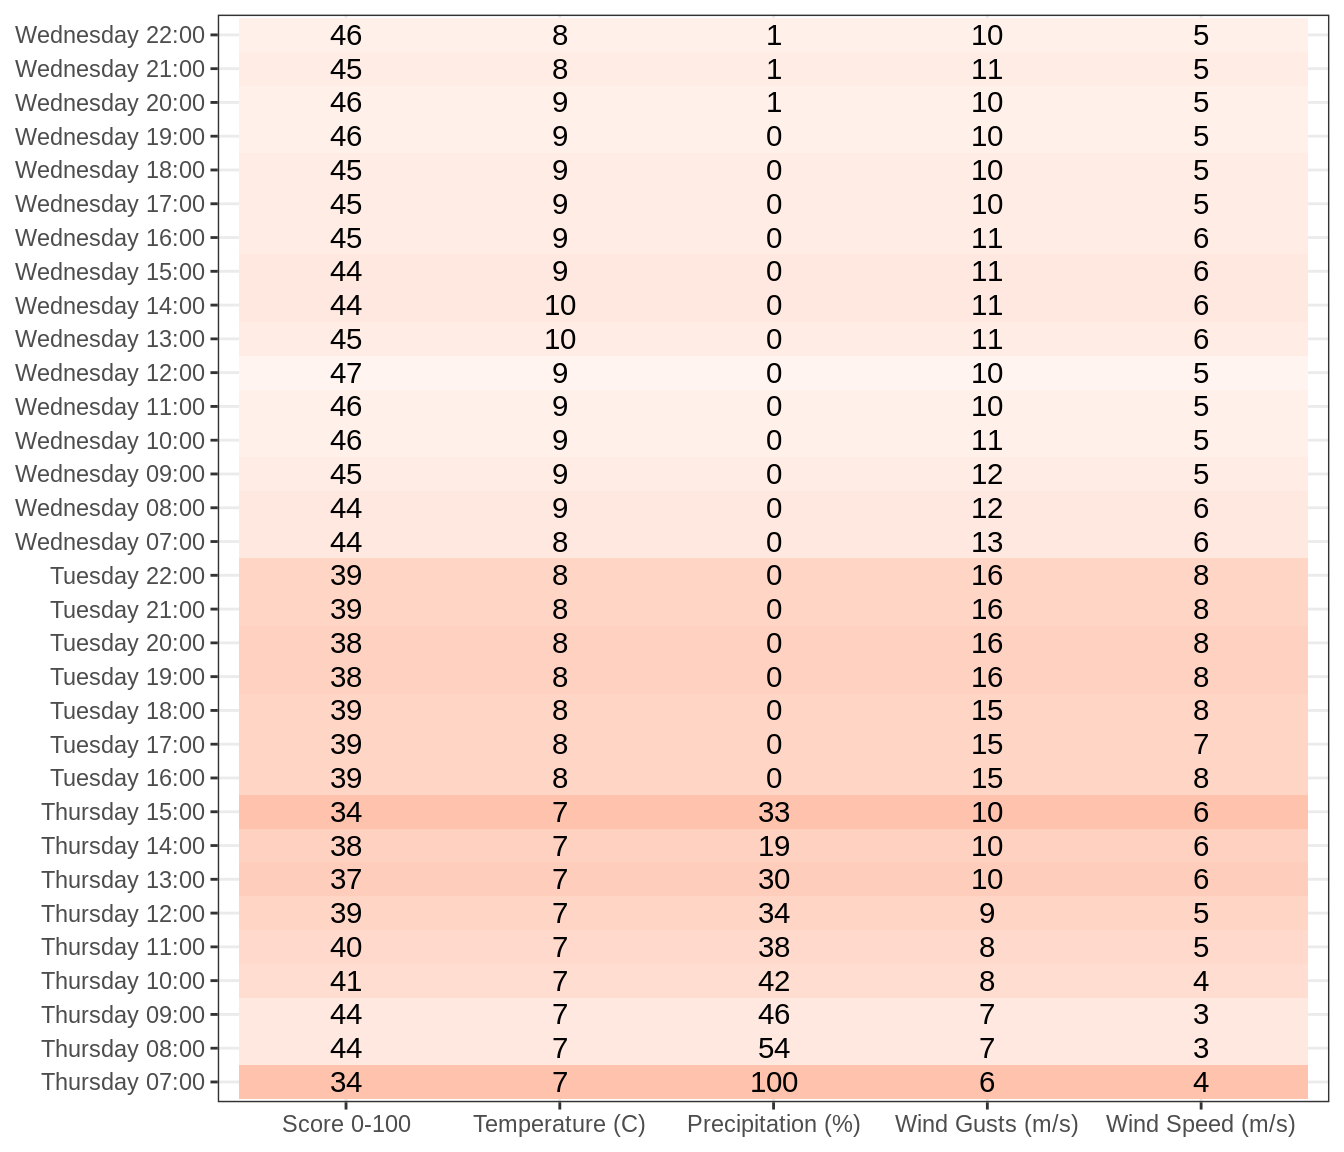 Wednesday 22:00 46 8 1 10 5
Wednesday 21:00 45 8 1 11 5
Wednesday 20:00 46 9 1 10 5
Wednesday 19:00 46 9 0 10 5
Wednesday 18:00 45 9 0 10 5
Wednesday 17:00 45 9 0 10 5
Wednesday 16:00 45 9 0 11 6
Wednesday 15:00 44 9 0 11 6
Wednesday 14:00 44 10 0 11 6
Wednesday 13:00 45 10 0 11 6
Wednesday 12:00 47 9 0 10 5
Wednesday 11:00 46 9 0 10 5
Wednesday 10:00 46 9 0 11 5
Wednesday 09:00 45 9 0 12 5
Wednesday 08:00 44 9 0 12 6
Wednesday 07:00 44 8 0 13 6
Tuesday 22:00 39 8 0 16 8
Tuesday 21:00 39 8 0 16 8
Tuesday 20:00 38 8 0 16 8
Tuesday 19:00 38 8 0 16 8
Tuesday 18:00 39 8 0 15 8
Tuesday 17:00 39 8 0 15 7
Tuesday 16:00 39 8 0 15 8
Thursday 15:00 34 7 33 10 6
Thursday 14:00 38 7 19 10 6
Thursday 13:00 37 7 30 10 6
Thursday 12:00 39 7 34 9 5
Thursday 11:00 40 7 38 8 5
Thursday 10:00 41 7 42 8 4
Thursday 09:00 44 7 46 7 3
Thursday 08:00 44 7 54 7 3
Thursday 07:00 34 7 100 6 4
Score 0-100 Temperature (C) Precipitation (%) Wind Gusts (m/s) Wind Speed (m/s)